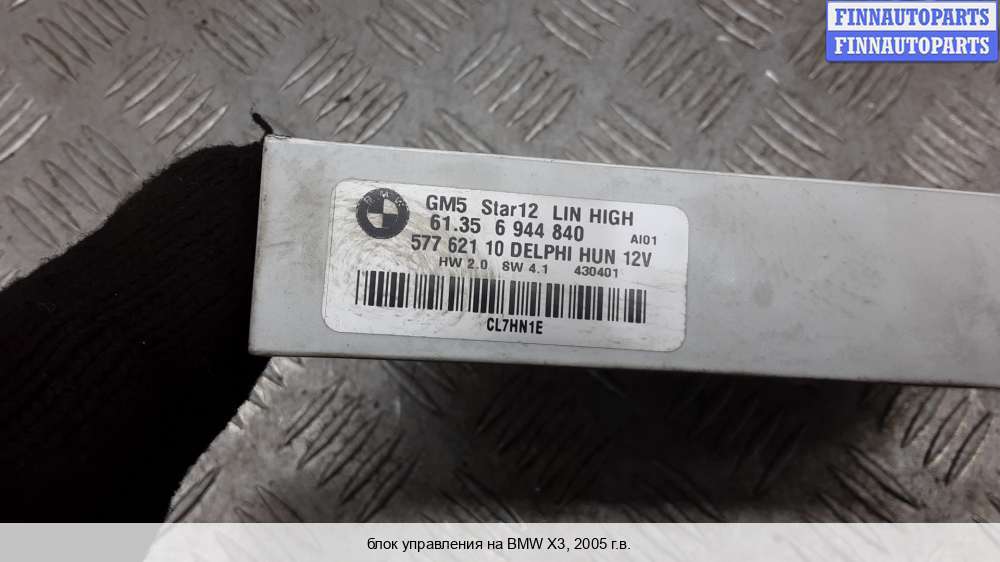 FINNAUTOPARTS
FINNAUTOPARTS
BMW
GM5 Star12 LIN HIGH
61.35 6 944 840 AI01
577 621 10 DELPHI HUN 12V
HW 2.0 SW 4.1 430401
CL7HN1E
блок управления на BMW X3, 2005 г.в.